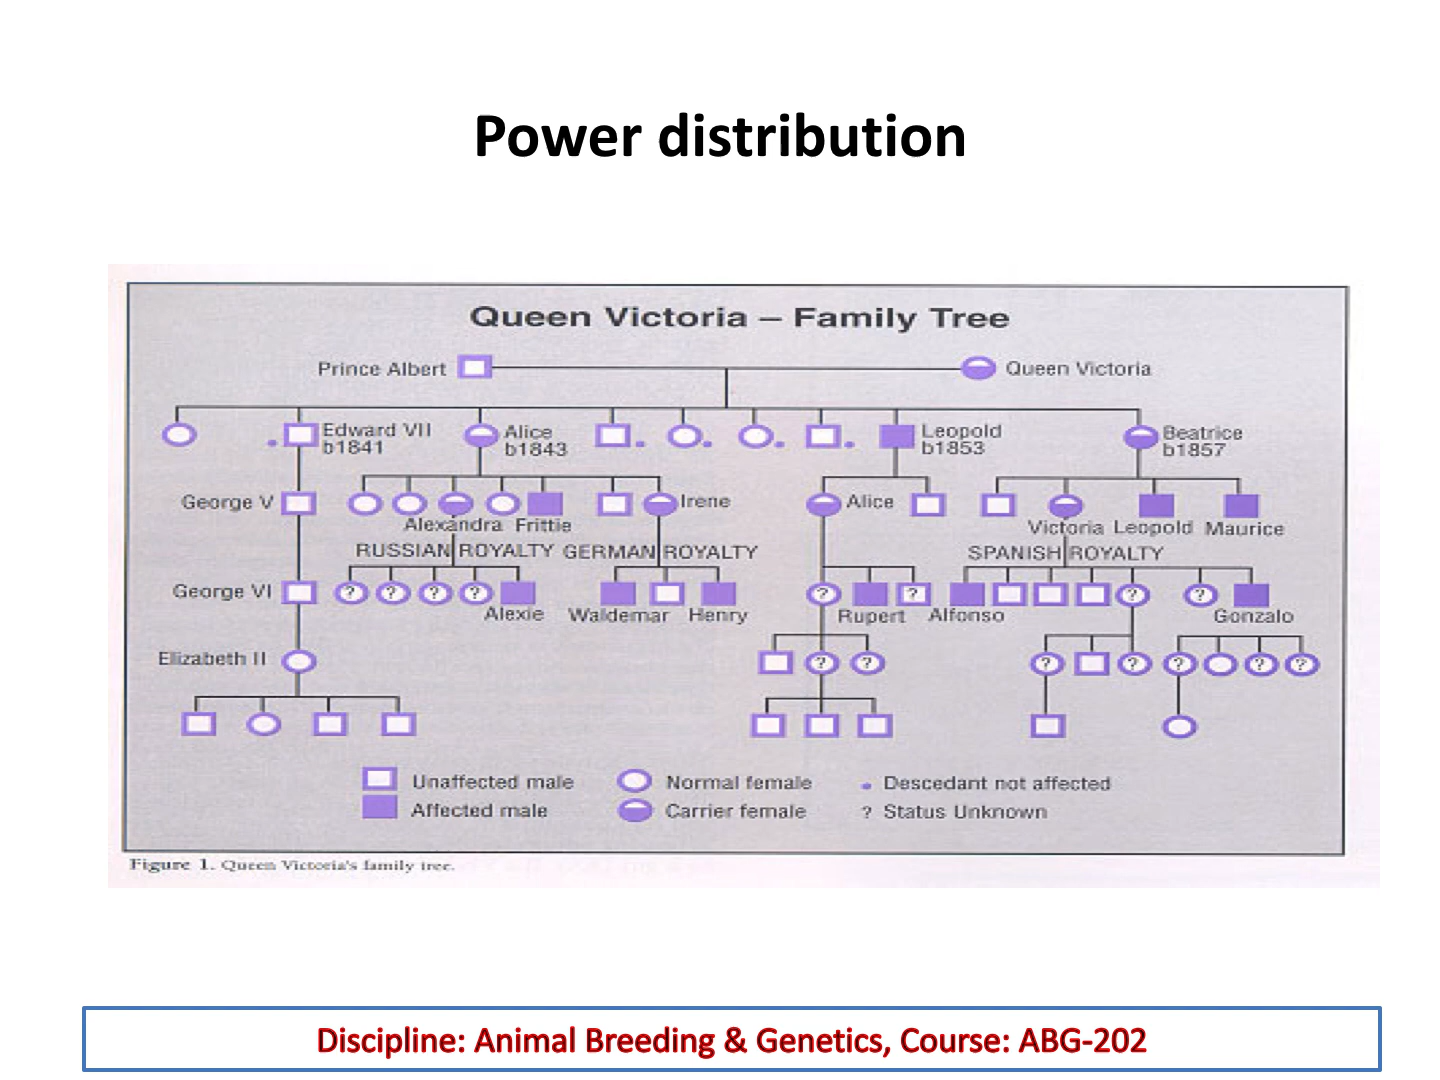 Power distribution
Queen Victoria – Family Tree
Prince Albert
Queen Victoria
Edward VII
b1841
Alice
b1843
Leopold
b1853
Beatrice
b1857
George V
Irene
Alice
Alexandra Frittie
Victoria Leopold Maurice
RUSSIAN ROYALTY GERMAN ROYALTY
SPANISH ROYALTY
George VI
? ? ? ? ? ? ? ?
Alexie Waldemar Henry Rupert Alfonso Gonzalo
Elizabeth II
? ? ? ? ? ? ?
Unaffected male
Normal female
Descedant not affected
Affected male
Carrier female
? Status Unknown
Figure 1. Queen Victoria's family tree.
Discipline: Animal Breeding & Genetics, Course: ABG-202